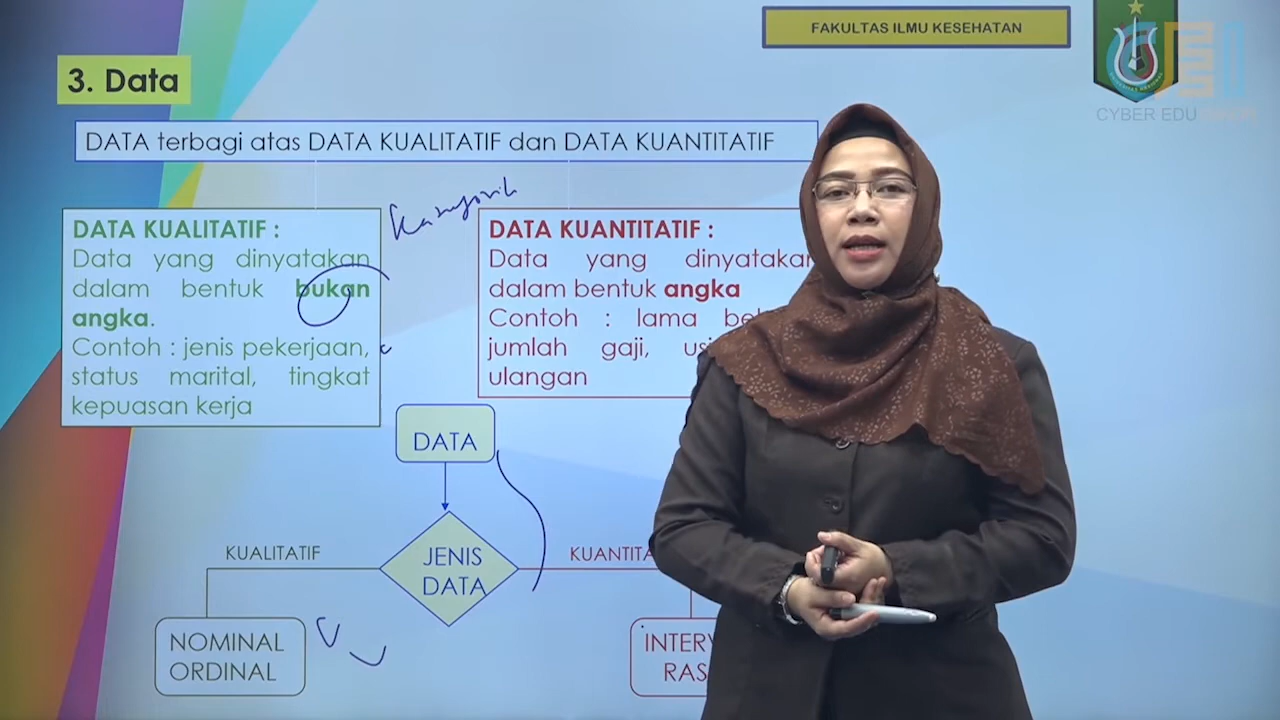 FAKULTAS ILMU KESEHATAN
CYBER EDU
3. Data
DATA terbagi atas DATA KUALITATIF dan DATA KUANTITATIF
DATA KUALITATIF :
Data yang dinyatakan
dalam bentuk bukan
angka.
Contoh : jenis pekerjaan,
status marital, tingkat
kepuasan kerja
DATA KUANTITATIF :
Data yang dinyatakan
dalam bentuk angka
Contoh : lama
jumlah gaji,
ulangan
DATA
JENIS
DATA
KUALITATIF
NOMINAL
ORDINAL